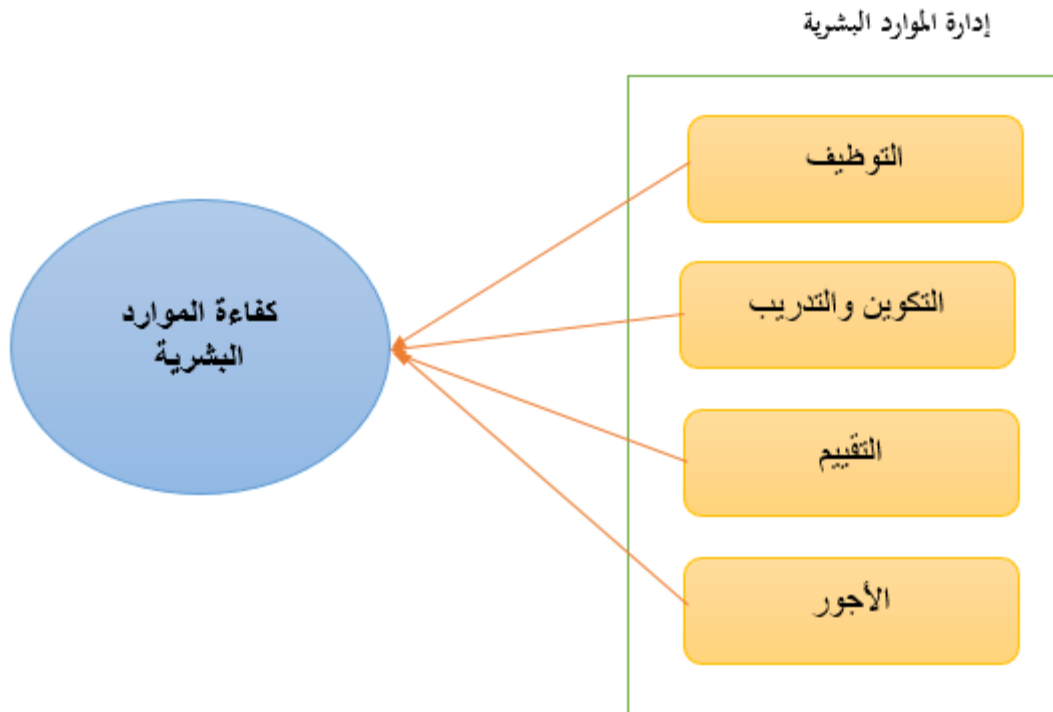 إدارة الموارد البشرية
التوظيف
التكوين والتدريب
التقييم
الأجور
كفاءة الموارد
البشرية